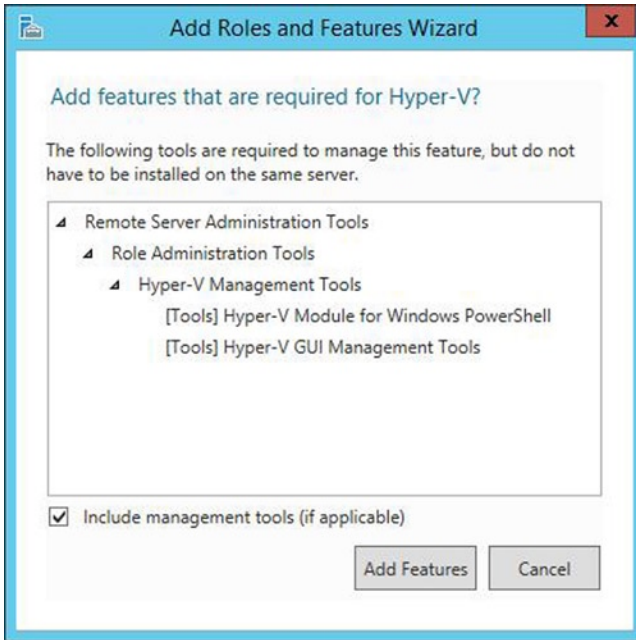 Add Roles and Features Wizard
x
Add features that are required for Hyper-V?
The following tools are required to manage this feature, but do not
have to be installed on the same server.
Remote Server Administration Tools
Role Administration Tools
Hyper-V Management Tools
[Tools] Hyper-V Module for Windows PowerShell
[Tools] Hyper-V GUI Management Tools
Include management tools (if applicable)
Add Features
Cancel